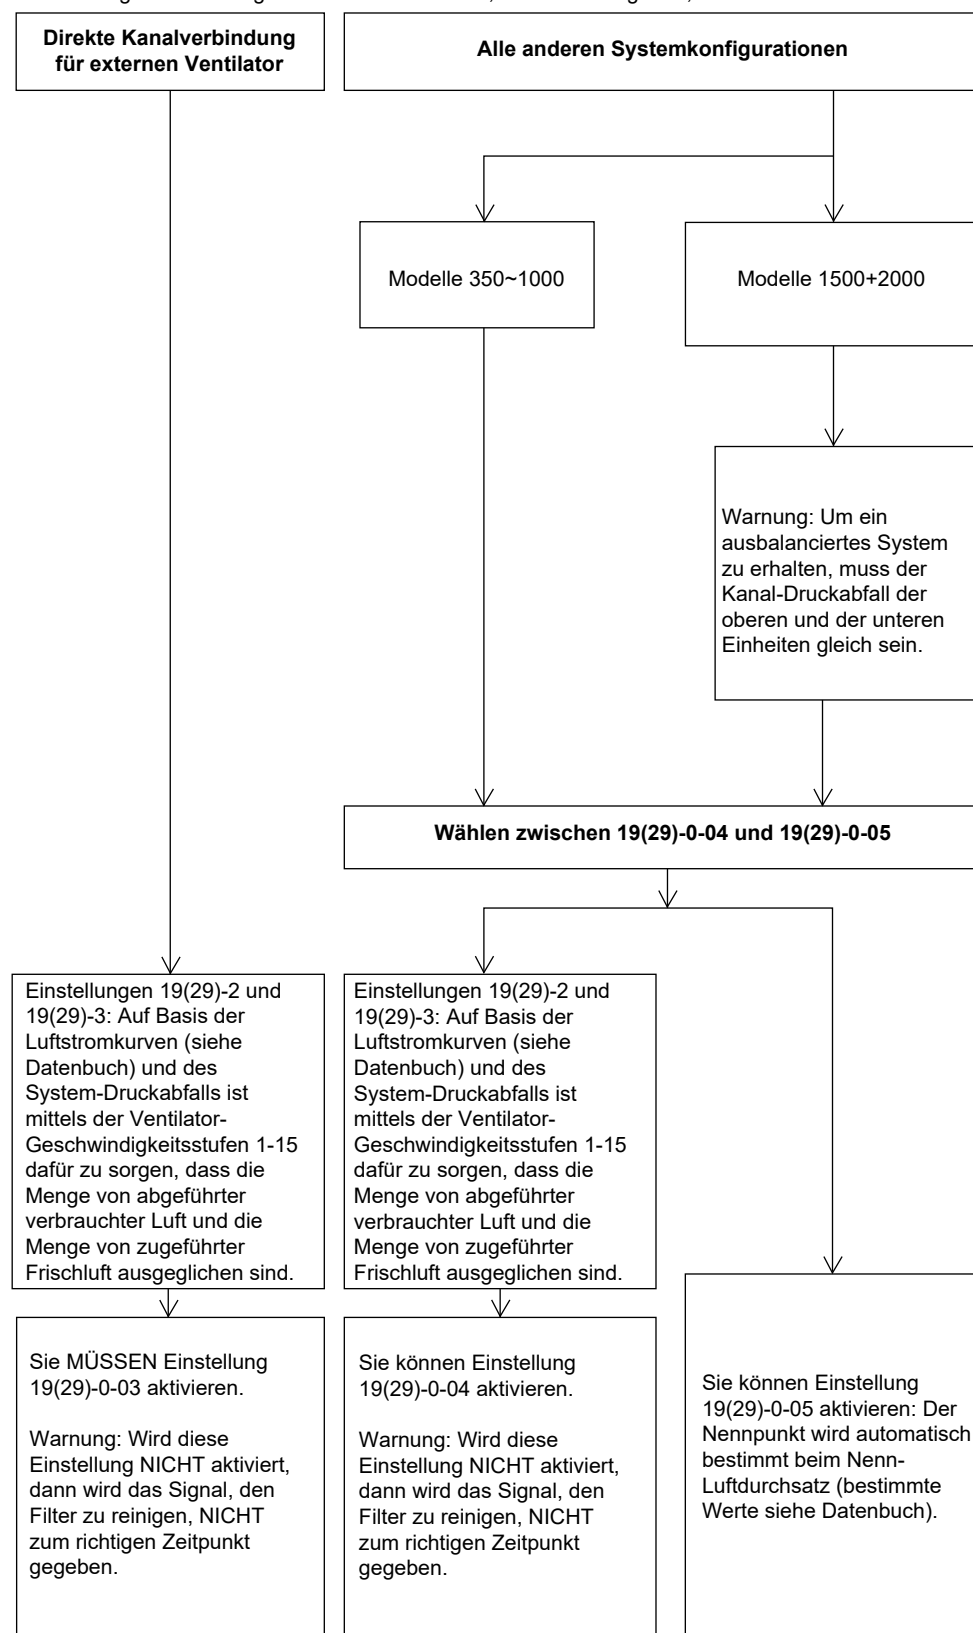 Direkte Kanalverbindung
für externen Ventilator
Alle anderen Systemkonfigurationen
Modelle 350~1000
Modelle 1500+2000
Warnung: Um ein
ausbalanciertes System
zu erhalten, muss der
Kanal-Druckabfall der
oberen und der unteren
Einheiten gleich sein.
Wählen zwischen 19(29)-0-04 und 19(29)-0-05
Einstellungen 19(29)-2 und
19(29)-3: Auf Basis der
Luftstromkurven (siehe
Datenbuch) und des
System-Druckabfalls ist
mittels der Ventilator-
Geschwindigkeitsstufen 1-15
dafür zu sorgen, dass die
Menge von abgeführter
verbrauchter Luft und die
Menge von zugeführter
Frischluft ausgeglichen sind.
Einstellungen 19(29)-2 und
19(29)-3: Auf Basis der
Luftstromkurven (siehe
Datenbuch) und des
System-Druckabfalls ist
mittels der Ventilator-
Geschwindigkeitsstufen 1-15
dafür zu sorgen, dass die
Menge von abgeführter
verbrauchter Luft und die
Menge von zugeführter
Frischluft ausgeglichen sind.
Sie MÜSSEN Einstellung
19(29)-0-03 aktivieren.
Warnung: Wird diese
Einstellung NICHT aktiviert,
dann wird das Signal, den
Filter zu reinigen, NICHT
zum richtigen Zeitpunkt
gegeben.
Sie können Einstellung
19(29)-0-04 aktivieren.
Warnung: Wird diese
Einstellung NICHT aktiviert,
dann wird das Signal, den
Filter zu reinigen, NICHT
zum richtigen Zeitpunkt
gegeben.
Sie können Einstellung
19(29)-0-05 aktivieren: Der
Nennpunkt wird automatisch
bestimmt beim Nenn-
Luftdurchsatz (bestimmte
Werte siehe Datenbuch).